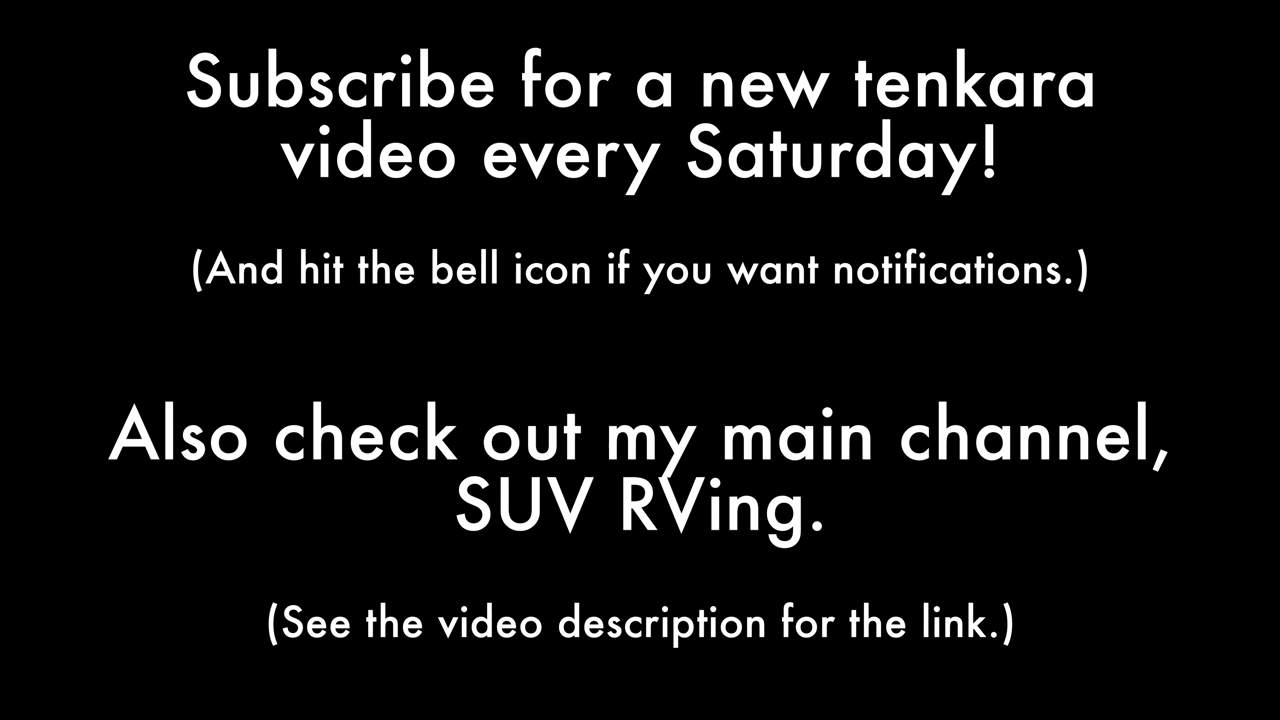 Subscribe for a new tenkara
video every Saturday!
(And hit the bell icon if you want notifications.)
Also check out my main channel,
SUV RVing.
(See the video description for the link.)